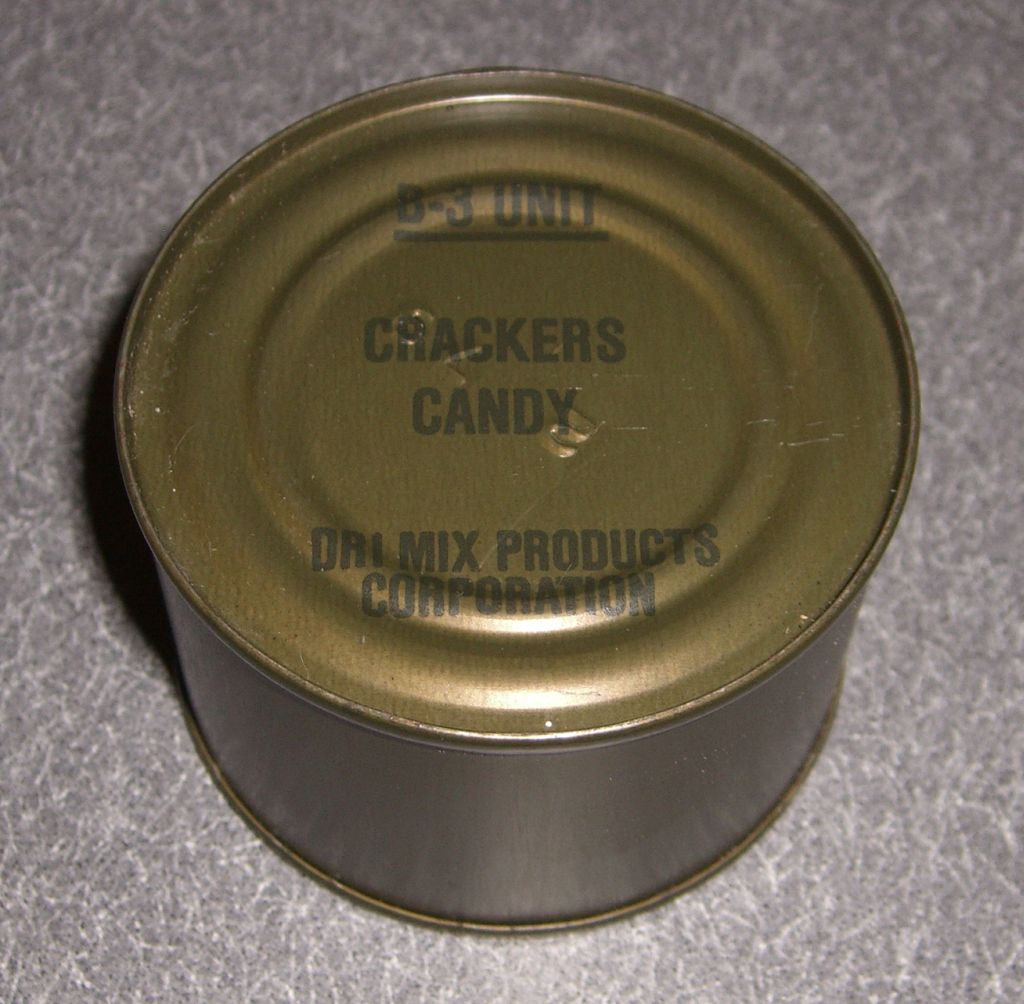 B-3 UNIT
CRACKERS
CANDY
DRI MIX PRODUCTS
CORPORATION